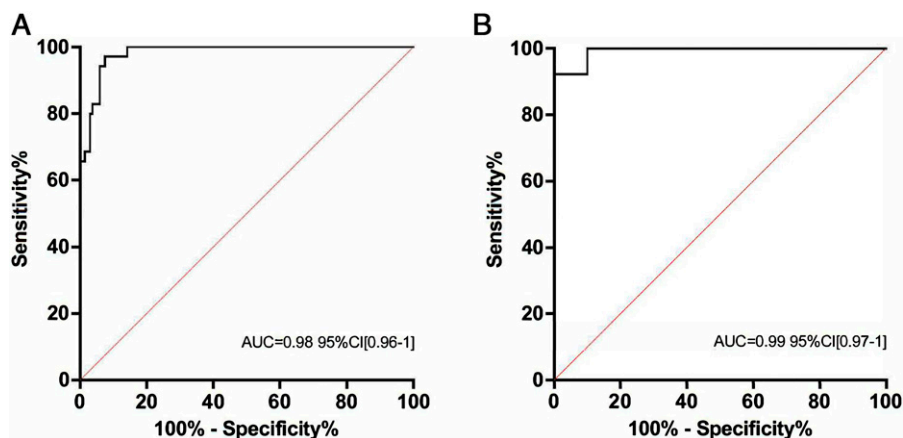 A
Sensitivity%
100
80
60
40
20
0
AUC=0.98 95%CI[0.96-1]
0 20 40 60 80 100
100% - Specificity%
B
Sensitivity%
100
80
60
40
20
0
AUC=0.99 95%CI[0.97-1]
0 20 40 60 80 100
100% - Specificity%